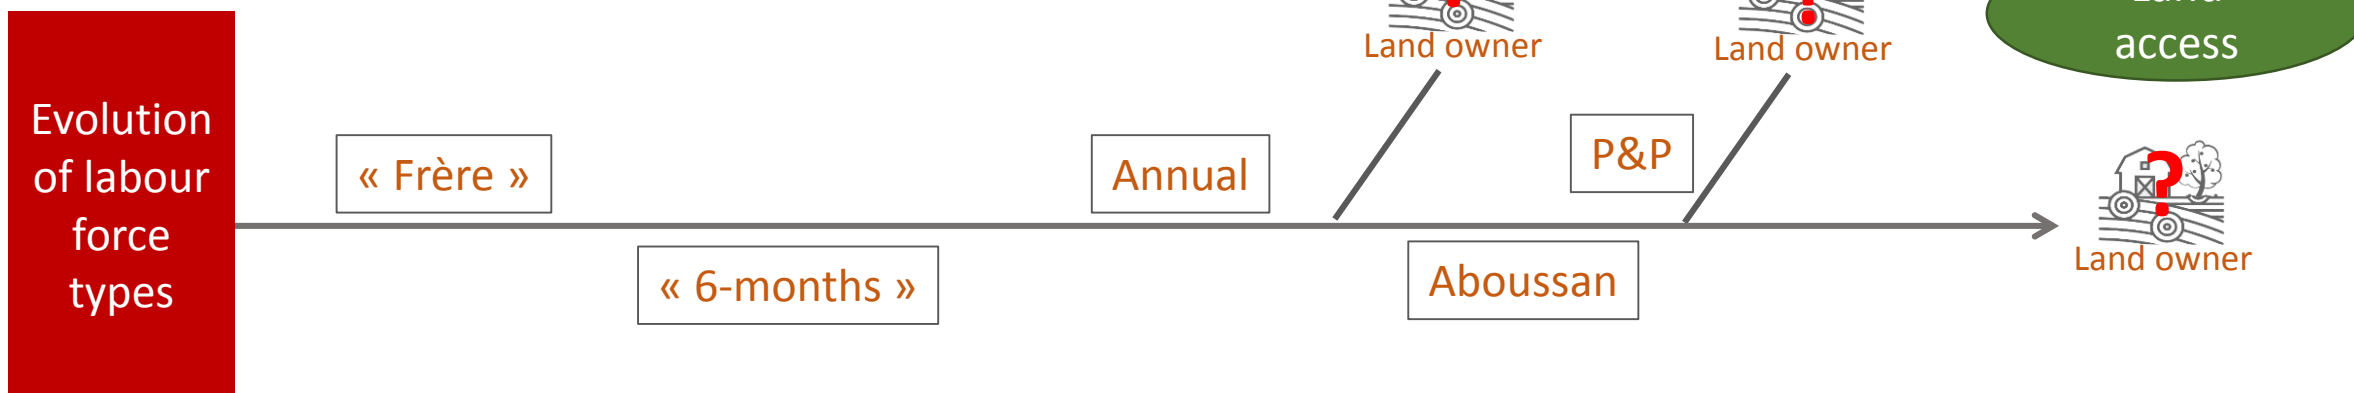 Land owner
Land owner
access
Evolution
of labour
force
types
« Frère »
Annual
P&P
?
Land owner
« 6-months »
Aboussan